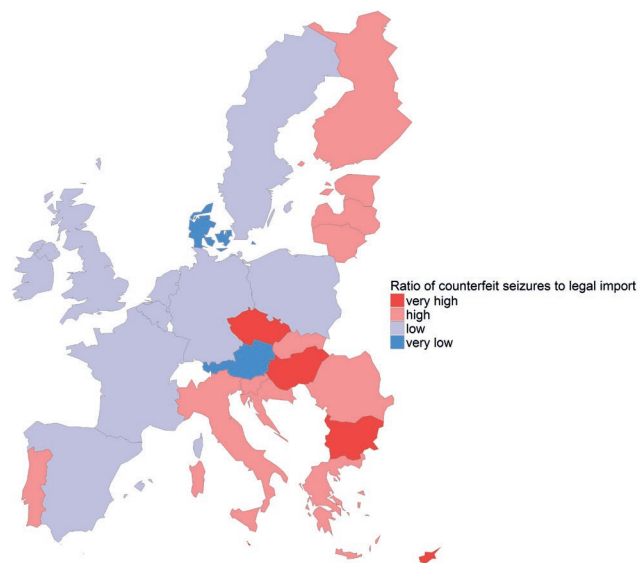 Ratio of counterfeit seizures to legal import
very high
high
low
very low